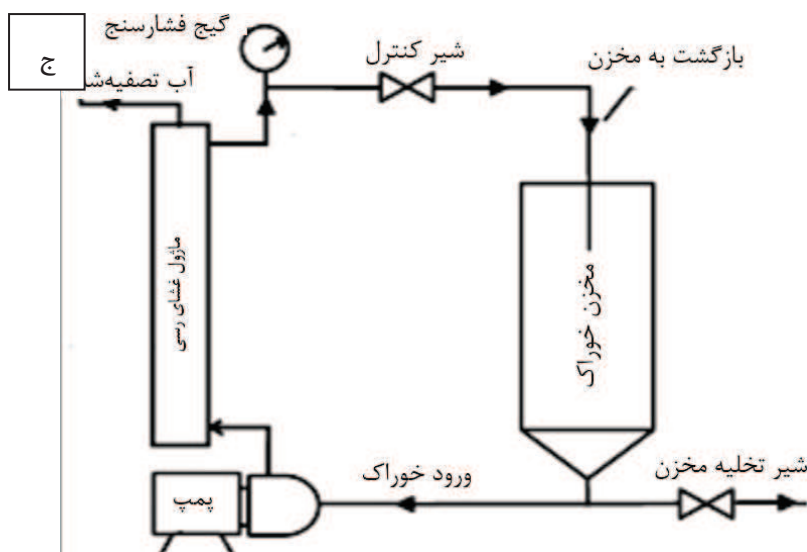 گیج فشارسنج
ج
شیر کنترل
بازگشت به مخزن
آب تصفیه‌ش
ماژول غشای رسی
مخزن خوراک
ورود خوراک
شیر تخلیه مخزن
پمپ